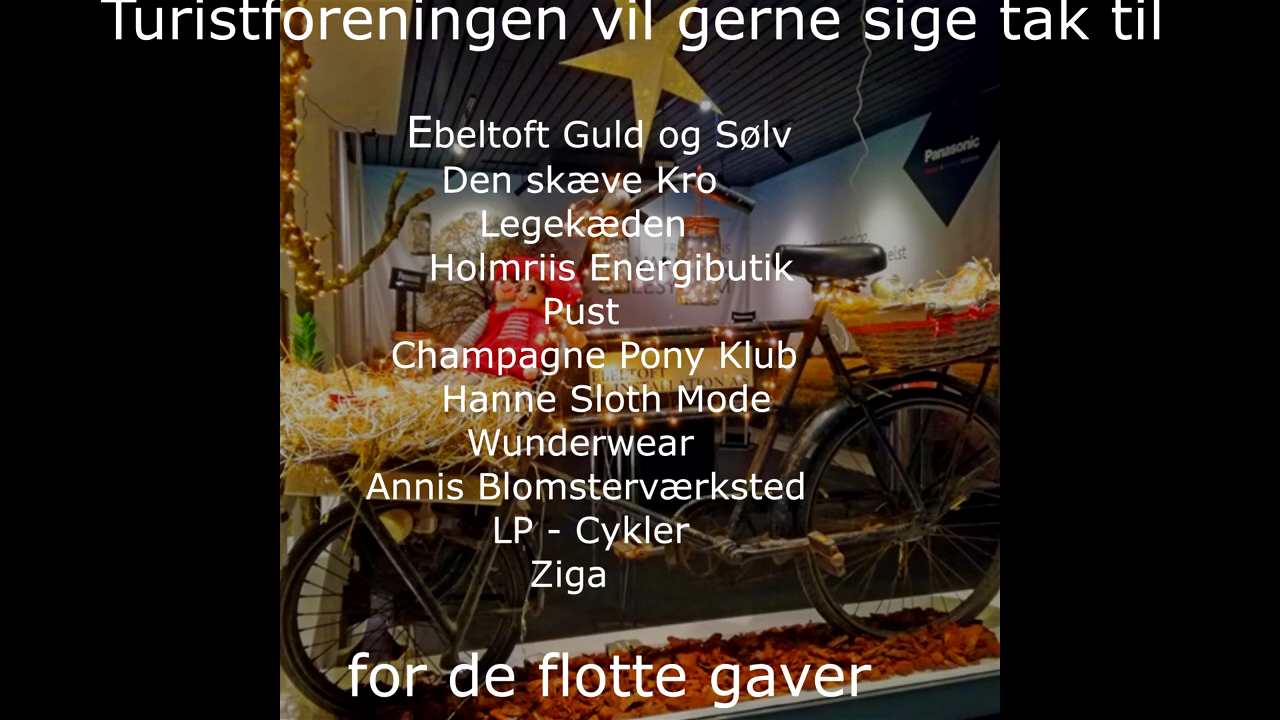 Turistforeningen vil gerne sige tak til
Ebeltoft Guld og Sølv
Den skæve Kro
Legekæden
Holmriis Energibutik
Pust
Champagne Pony Klub
Hanne Sloth Mode
Wunderwear
Annis Blomsterværksted
LP - Cykler
Ziga
for de flotte gaver
Panasonic